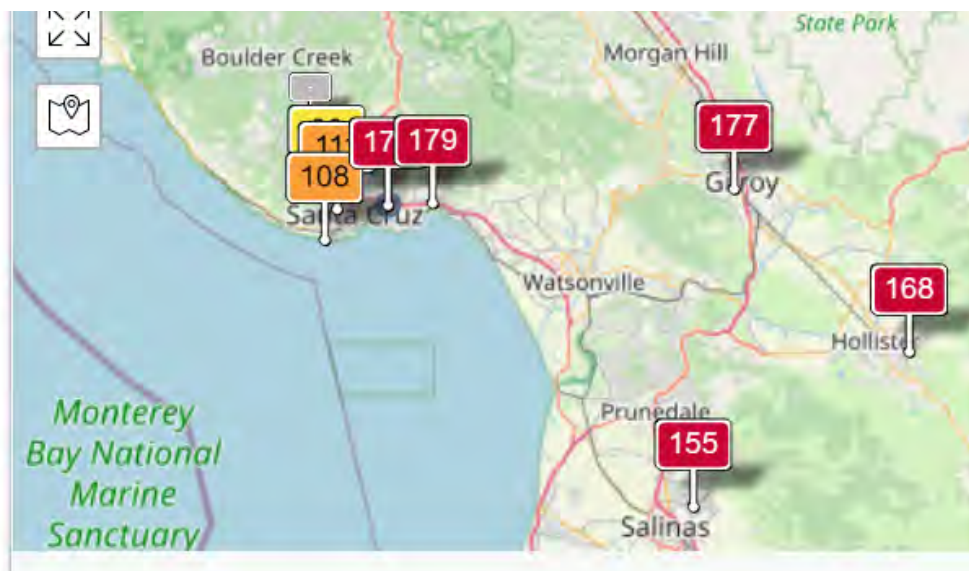 State Park
Boulder Creek
Morgan Hill
177
179
108
Santa Cruz
Gilroy
Watsonville
168
Hollister
Prunedale
155
Salinas
Monterey
Bay National
Marine
Sanctuary